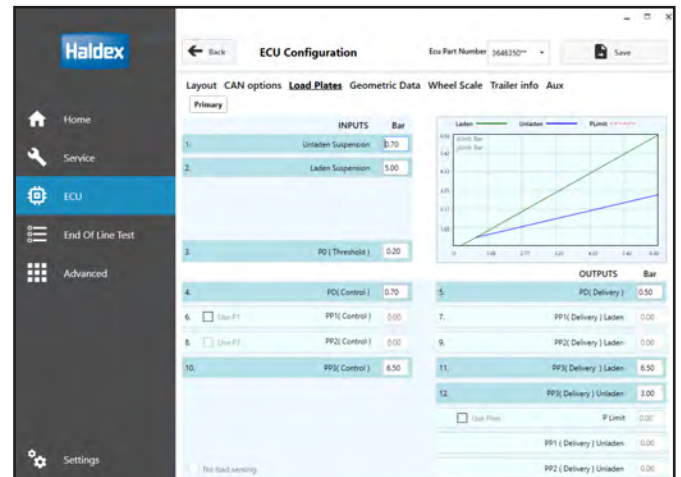 Haldex
Back ECU Configuration Ecu Part Number 3646350** Save
Layout CAN options Load Plates Geometric Data Wheel Scale Trailer info Aux
Primary
Home
Service
ECU
End Of Line Test
Advanced
Settings
INPUTS Bar
1. Unladen Suspension 0.70
2. Laden Suspension 5.00
3. P0 ( Threshold ) 0.20
4. PD( Control ) 0.70
6. Use P1 PP1( Control ) 0.00
8. Use P2 PP2( Control ) 0.00
10. PP3( Control ) 6.50
No load sensing
Laden Unladen PLimit
OUTPUTS Bar
5. PD( Delivery ) 0.50
7. PP1( Delivery ) Laden 0.00
9. PP2( Delivery ) Laden 0.00
11. PP3( Delivery ) Laden 6.50
12. PP3( Delivery ) Unladen 3.00
P Limit 0.00
PP1 ( Delivery ) Unladen 0.00
PP2 ( Delivery ) Unladen 0.00